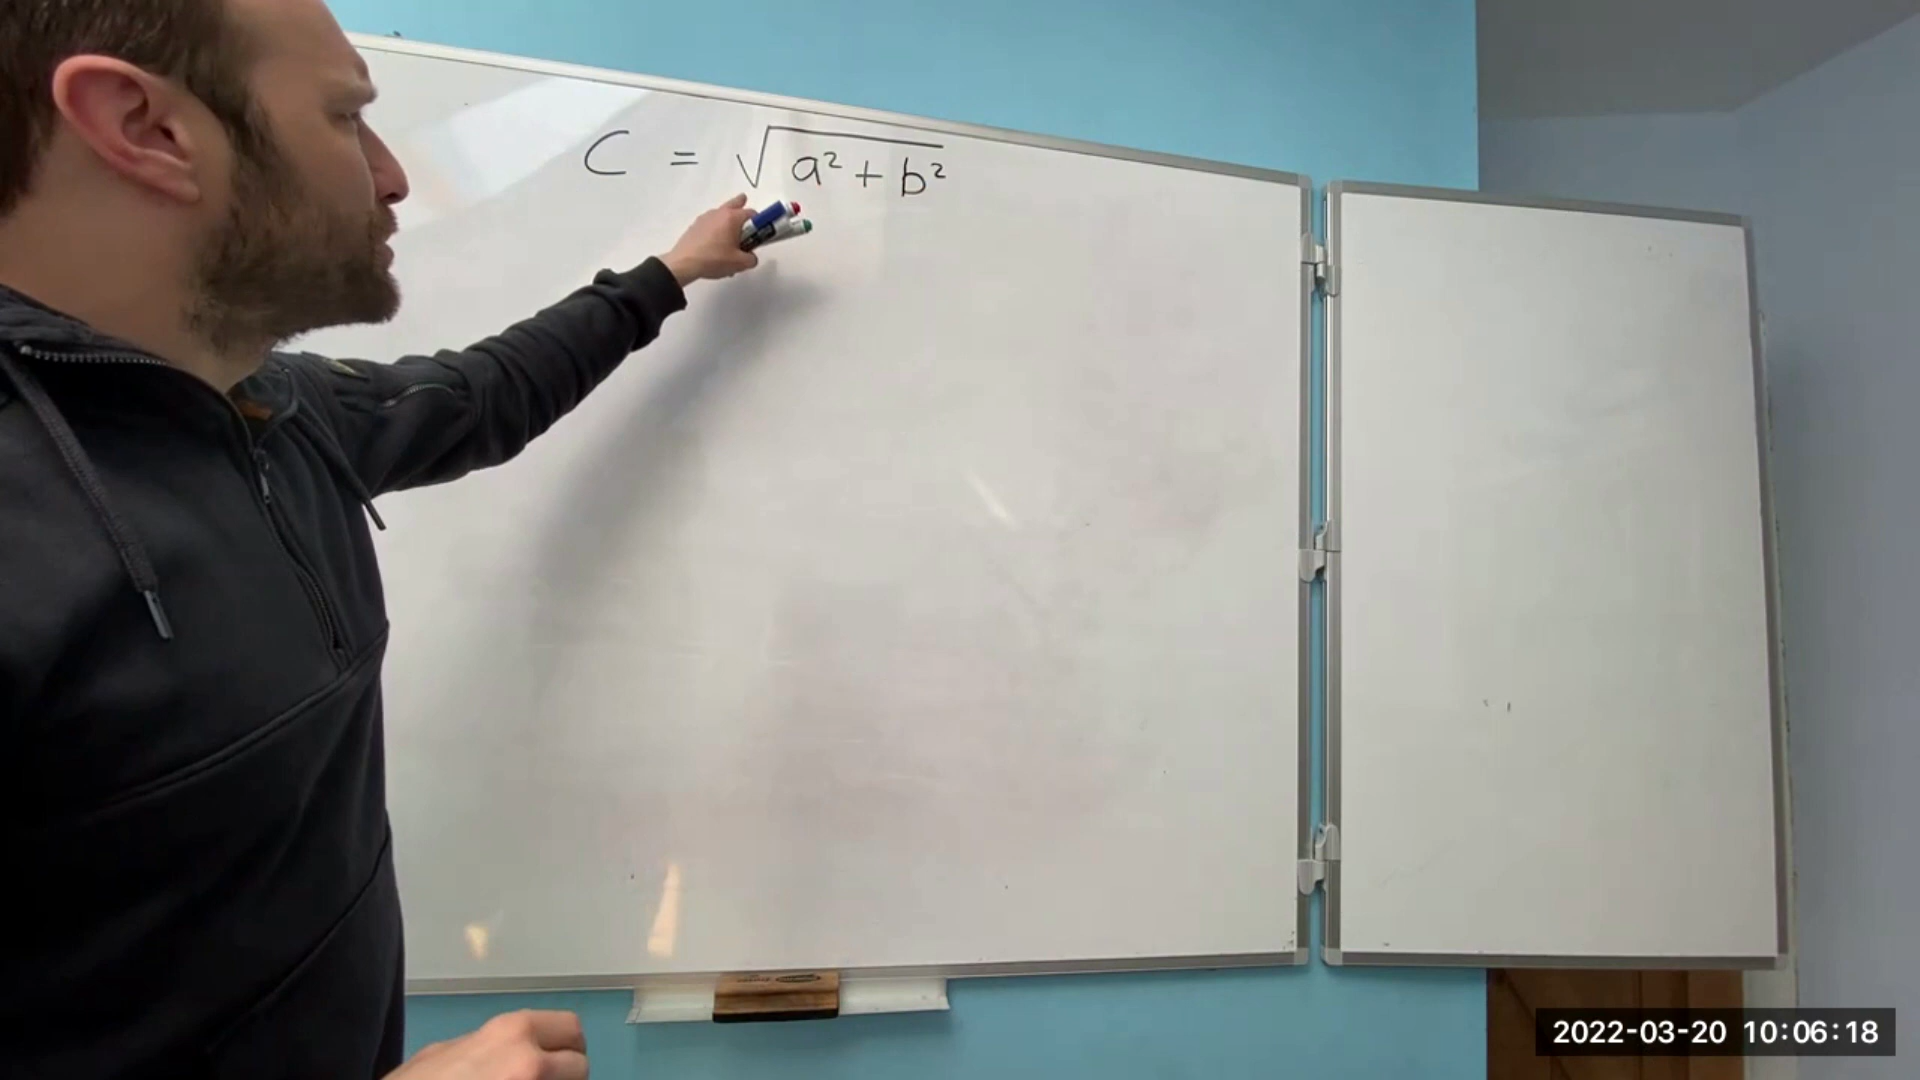 C = √a² + b²
2022-03-20 10:06:18